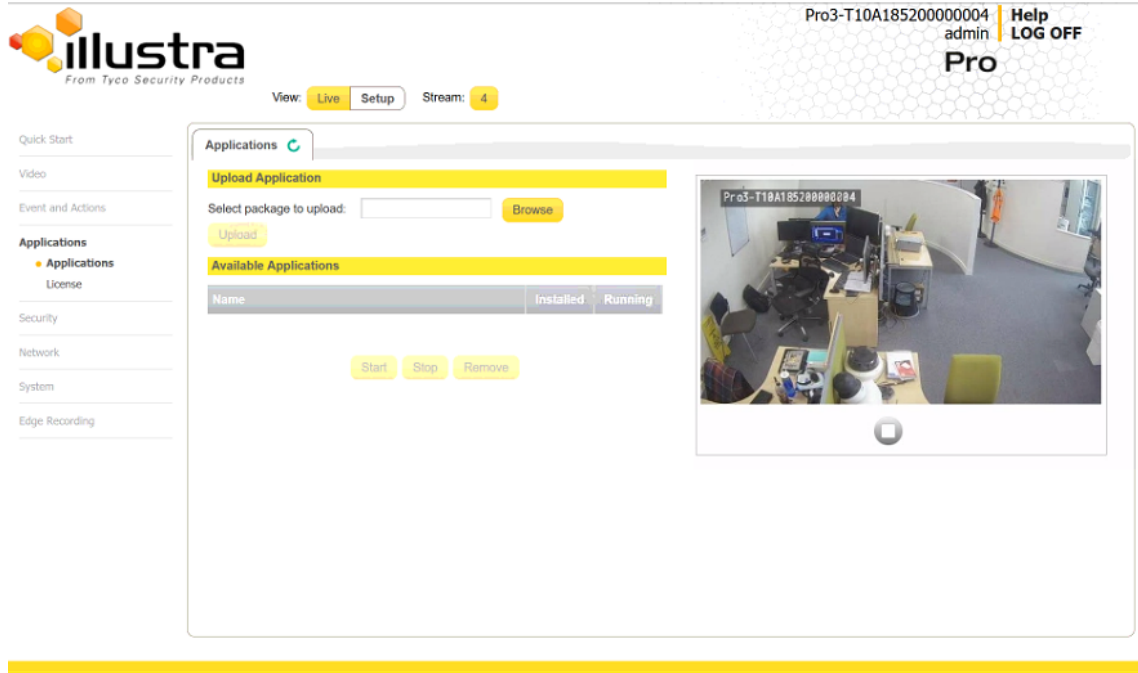 illustra
From Tyco Security Products
Pro3-T10A185200000004
Help
admin
LOG OFF
Pro
View: Live Setup Stream: 4
Quick Start
Video
Event and Actions
Applications
Applications
License
Security
Network
System
Edge Recording
Applications
Upload Application
Select package to upload: Browse
Upload
Available Applications
Name Installed Running
Start Stop Remove
Pro3-T10A185200000004